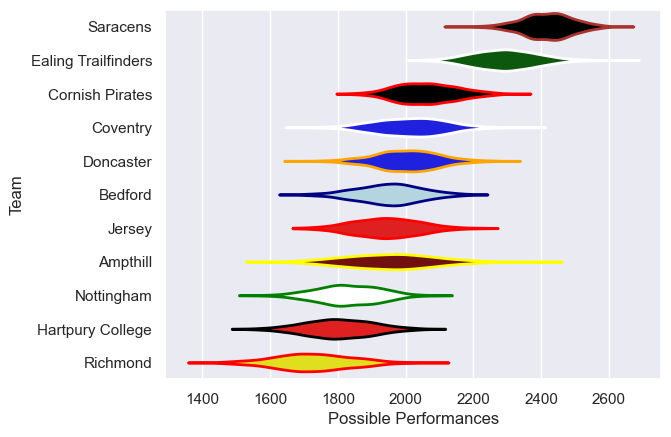 Saracens
Ealing Trailfinders
Cornish Pirates
Coventry
Doncaster
Bedford
Jersey
Ampthill
Nottingham
Hartpury College
Richmond
Team
1400 1600 1800 2000 2200 2400 2600
Possible Performances